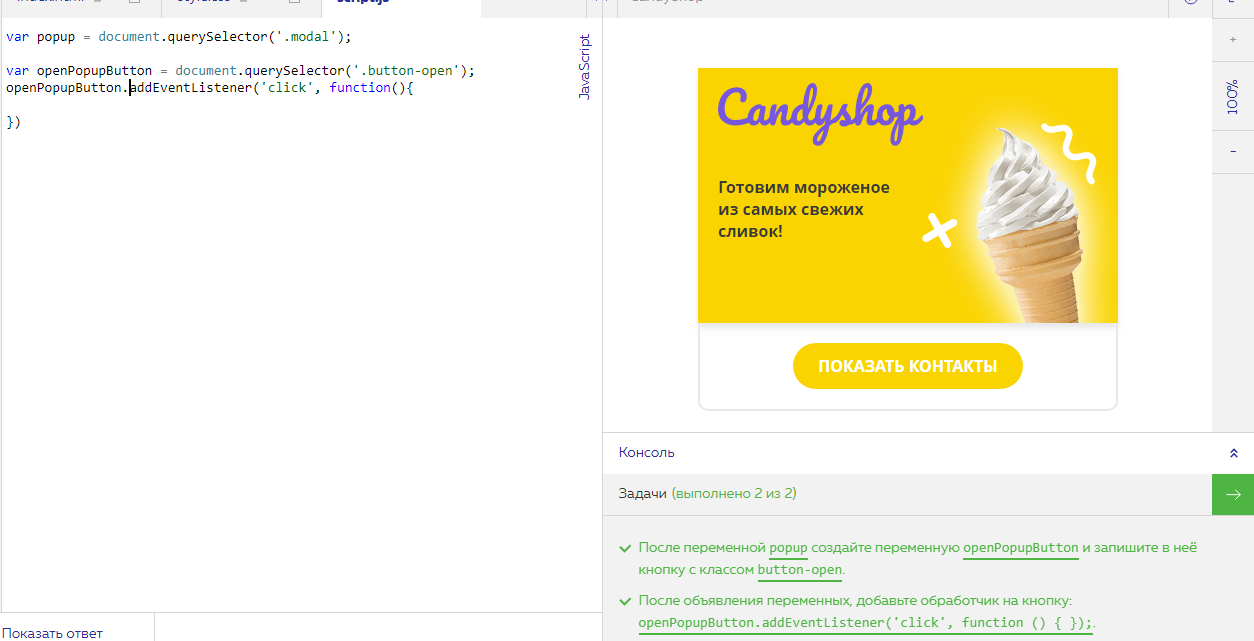 script.js
var popup = document.querySelector('.modal');
var openPopupButton = document.querySelector('.button-open');
openPopupButton.addEventListener('click', function(){
})
JavaScript
Показать ответ
Candyshop
Готовим мороженое
из самых свежих
сливок!
ПОКАЗАТЬ КОНТАКТЫ
+
100%
−
Консоль
Задачи (выполнено 2 из 2)
После переменной popup создайте переменную openPopupButton и запишите в неё
кнопку с классом button-open.
После объявления переменных, добавьте обработчик на кнопку:
openPopupButton.addEventListener('click', function () { });.